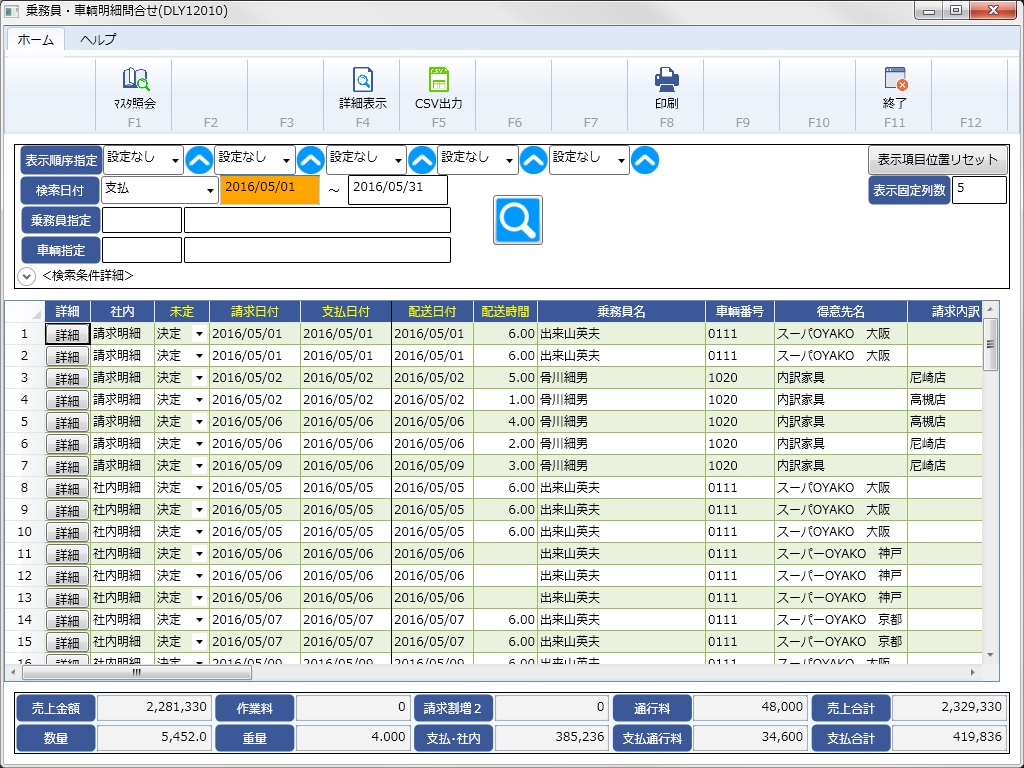 乗務員・車輌明細問合せ(DLY12010)
ホーム ヘルプ
ﾏｽﾀ照会 詳細表示 CSV出力 印刷 終了
F1 F2 F3 F4 F5 F6 F7 F8 F9 F10 F11 F12
表示順序指定 設定なし 設定なし 設定なし 設定なし 設定なし 表示項目位置リセット
検索日付 支払 2016/05/01 ～ 2016/05/31 表示固定列数 5
乗務員指定
車輌指定
＜検索条件詳細＞
詳細 社内 未定 請求日付 支払日付 配送日付 配送時間 乗務員名 車輌番号 得意先名 請求内訳
1 詳細 請求明細 決定 2016/05/01 2016/05/01 2016/05/01 6.00 出来山英夫 0111 スーパOYAKO　大阪
2 詳細 請求明細 決定 2016/05/01 2016/05/01 2016/05/01 6.00 出来山英夫 0111 スーパOYAKO　大阪
3 詳細 請求明細 決定 2016/05/02 2016/05/02 2016/05/02 5.00 骨川細男 1020 内訳家具 尼崎店
4 詳細 請求明細 決定 2016/05/02 2016/05/02 2016/05/02 1.00 骨川細男 1020 内訳家具 高槻店
5 詳細 請求明細 決定 2016/05/06 2016/05/06 2016/05/06 4.00 骨川細男 1020 内訳家具 高槻店
6 詳細 請求明細 決定 2016/05/06 2016/05/06 2016/05/06 2.00 骨川細男 1020 内訳家具 尼崎店
7 詳細 請求明細 決定 2016/05/09 2016/05/09 2016/05/09 3.00 骨川細男 1020 内訳家具 尼崎店
8 詳細 社内明細 決定 2016/05/05 2016/05/05 2016/05/05 6.00 出来山英夫 0111 スーパOYAKO　大阪
9 詳細 社内明細 決定 2016/05/05 2016/05/05 2016/05/05 6.00 出来山英夫 0111 スーパOYAKO　大阪
10 詳細 社内明細 決定 2016/05/05 2016/05/05 2016/05/05 6.00 出来山英夫 0111 スーパOYAKO　大阪
11 詳細 社内明細 決定 2016/05/06 2016/05/06 2016/05/06 出来山英夫 0111 スーパーOYAKO　神戸
12 詳細 社内明細 決定 2016/05/06 2016/05/06 2016/05/06 出来山英夫 0111 スーパーOYAKO　神戸
13 詳細 社内明細 決定 2016/05/06 2016/05/06 2016/05/06 出来山英夫 0111 スーパーOYAKO　神戸
14 詳細 社内明細 決定 2016/05/07 2016/05/07 2016/05/07 6.00 出来山英夫 0111 スーパーOYAKO　京都
15 詳細 社内明細 決定 2016/05/07 2016/05/07 2016/05/07 6.00 出来山英夫 0111 スーパーOYAKO　京都
16 詳細 社内明細 決定 2016/05/09 2016/05/09 2016/05/09 6.00 出来山英夫 0111 スーパOYAKO　大阪
売上金額 2,281,330 作業料 0 請求割増２ 0 通行料 48,000 売上合計 2,329,330
数量 5,452.0 重量 4.000 支払・社内 385,236 支払通行料 34,600 支払合計 419,836